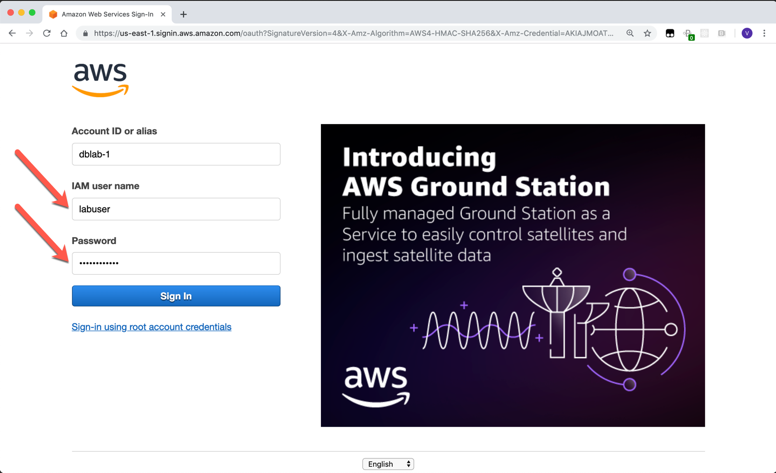 Amazon Web Services Sign-In
https://us-east-1.signin.aws.amazon.com/oauth?SignatureVersion=4&X-Amz-Algorithm=AWS4-HMAC-SHA256&X-Amz-Credential=AKIAJMOAT...
0
V
aws
Account ID or alias
dblab-1
IAM user name
labuser
Password
••••••••••••
Sign In
Sign-in using root account credentials
Introducing
AWS Ground Station
Fully managed Ground Station as a
Service to easily control satellites and
ingest satellite data
aws
English